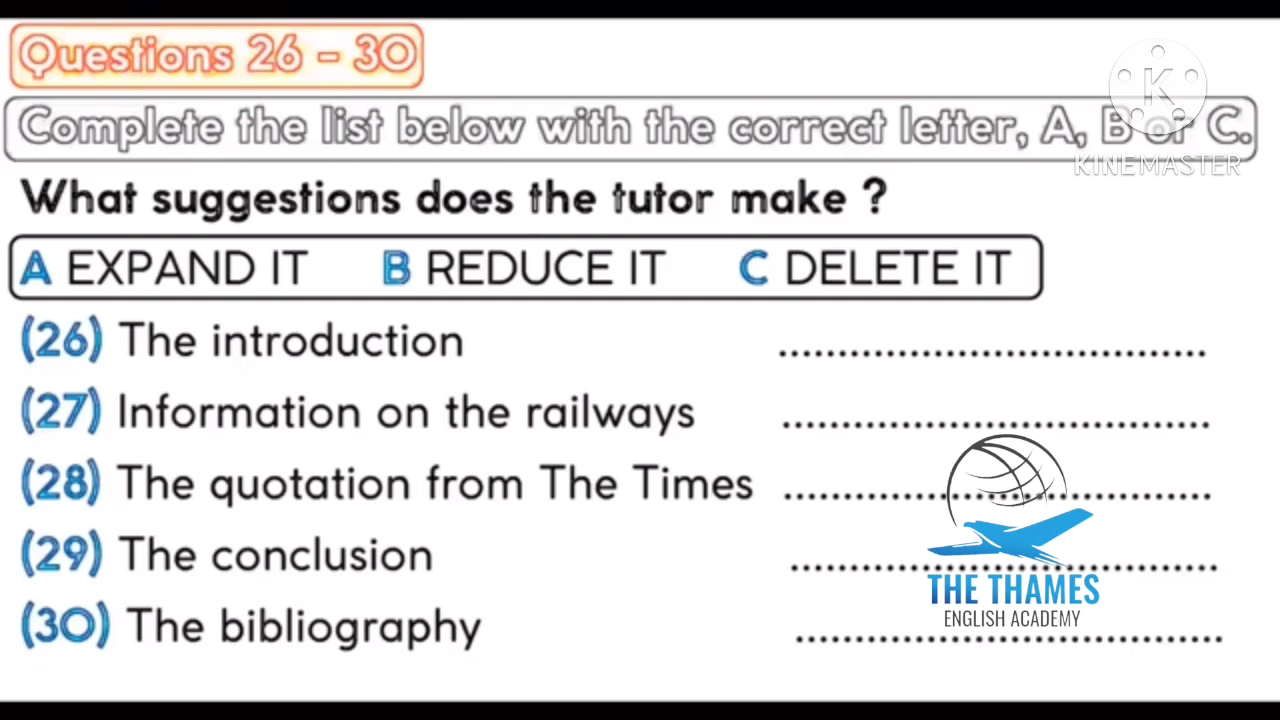 Questions 26 - 30
Complete the list below with the correct letter, A, B or C.
KINEMASTER
What suggestions does the tutor make ?
A EXPAND IT B REDUCE IT C DELETE IT
(26) The introduction ....................................
(27) Information on the railways ....................................
(28) The quotation from The Times ....................................
(29) The conclusion ....................................
(30) The bibliography ....................................
THE THAMES
ENGLISH ACADEMY